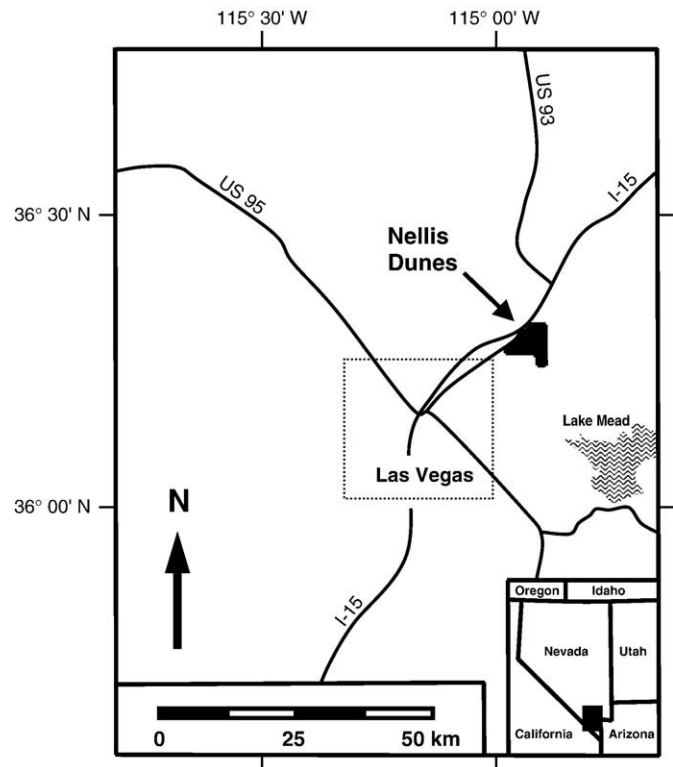 115° 30' W
115° 00' W
US 93
I-15
US 95
36° 30' N
Nellis
Dunes
Lake Mead
Las Vegas
36° 00' N
N
I-15
Oregon
Idaho
Nevada
Utah
California
Arizona
0
25
50 km